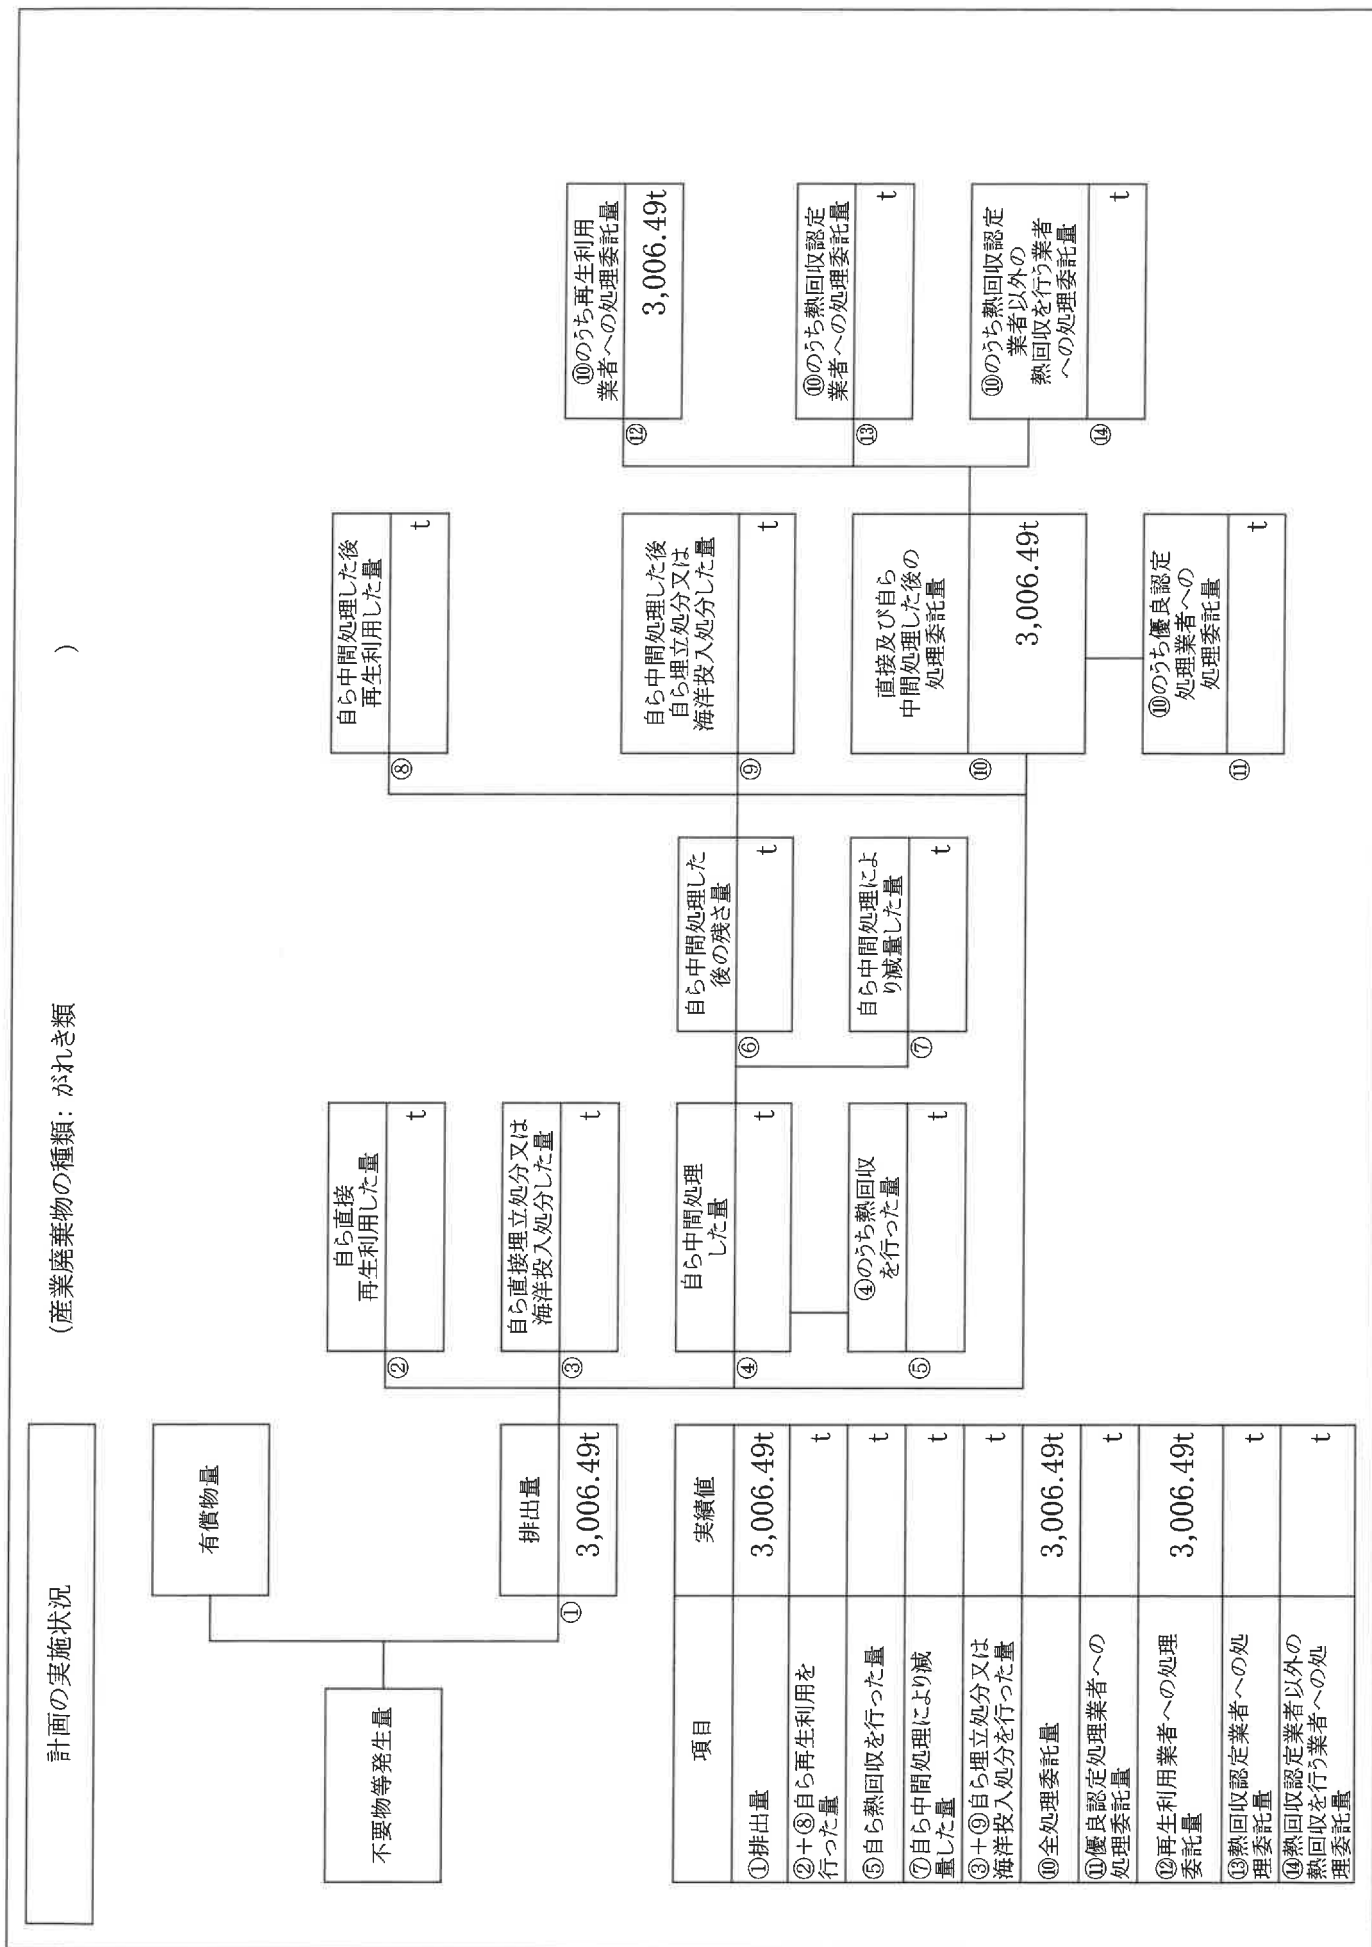 計画の実施状況
(産業廃棄物の種類：がれき類
)
不要物等発生量
有償物量
排出量
①
3,006.49t
自ら直接
再生利用した量
②
t
自ら直接埋立処分又は
海洋投入処分した量
③
t
自ら中間処理
した量
④
t
④のうち熱回収
を行った量
⑤
t
自ら中間処理した
後の残さ量
⑥
t
自ら中間処理によ
り減量した量
⑦
t
自ら中間処理した後
再生利用した量
⑧
t
自ら中間処理した後
自ら埋立処分又は
海洋投入処分した量
⑨
t
直接及び自ら
中間処理した後の
処理委託量
⑩
3,006.49t
⑩のうち優良認定
処理業者への
処理委託量
⑪
t
⑩のうち再生利用
業者への処理委託量
⑫
3,006.49t
⑩のうち熱回収認定
業者への処理委託量
⑬
t
⑩のうち熱回収認定
業者以外の
熱回収を行う業者
への処理委託量
⑭
t
項目
実績値
①排出量
3,006.49t
②＋⑧自ら再生利用を
行った量
t
⑤自ら熱回収を行った量
t
⑦自ら中間処理により減
量した量
t
③＋⑨自ら埋立処分又は
海洋投入処分を行った量
t
⑩全処理委託量
3,006.49t
⑪優良認定処理業者への
処理委託量
t
⑫再生利用業者への処理
委託量
3,006.49t
⑬熱回収認定業者への処
理委託量
t
⑭熱回収認定業者以外の
熱回収を行う業者への処
理委託量
t